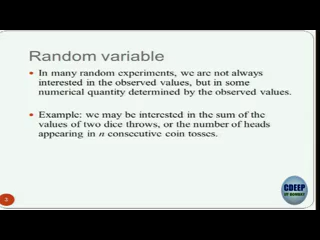 Random variable
• In many random experiments, we are not always
interested in the observed values, but in some
numerical quantity determined by the observed values.
• Example: we may be interested in the sum of the
values of two dice throws, or the number of heads
appearing in n consecutive coin tosses.
3
CDEEP
IIT BOMBAY